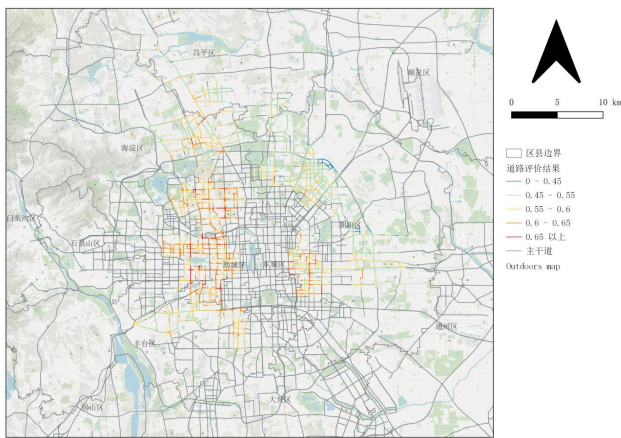 昌平区
顺义区
海淀区
门头沟区
朝阳区
石景山区
西城区
东城区
通州区
丰台区
大兴区
房山区
0 5 10 km
区县边界
道路评价结果
0 - 0.45
0.45 - 0.55
0.55 - 0.6
0.6 - 0.65
0.65 以上
主干道
Outdoors map